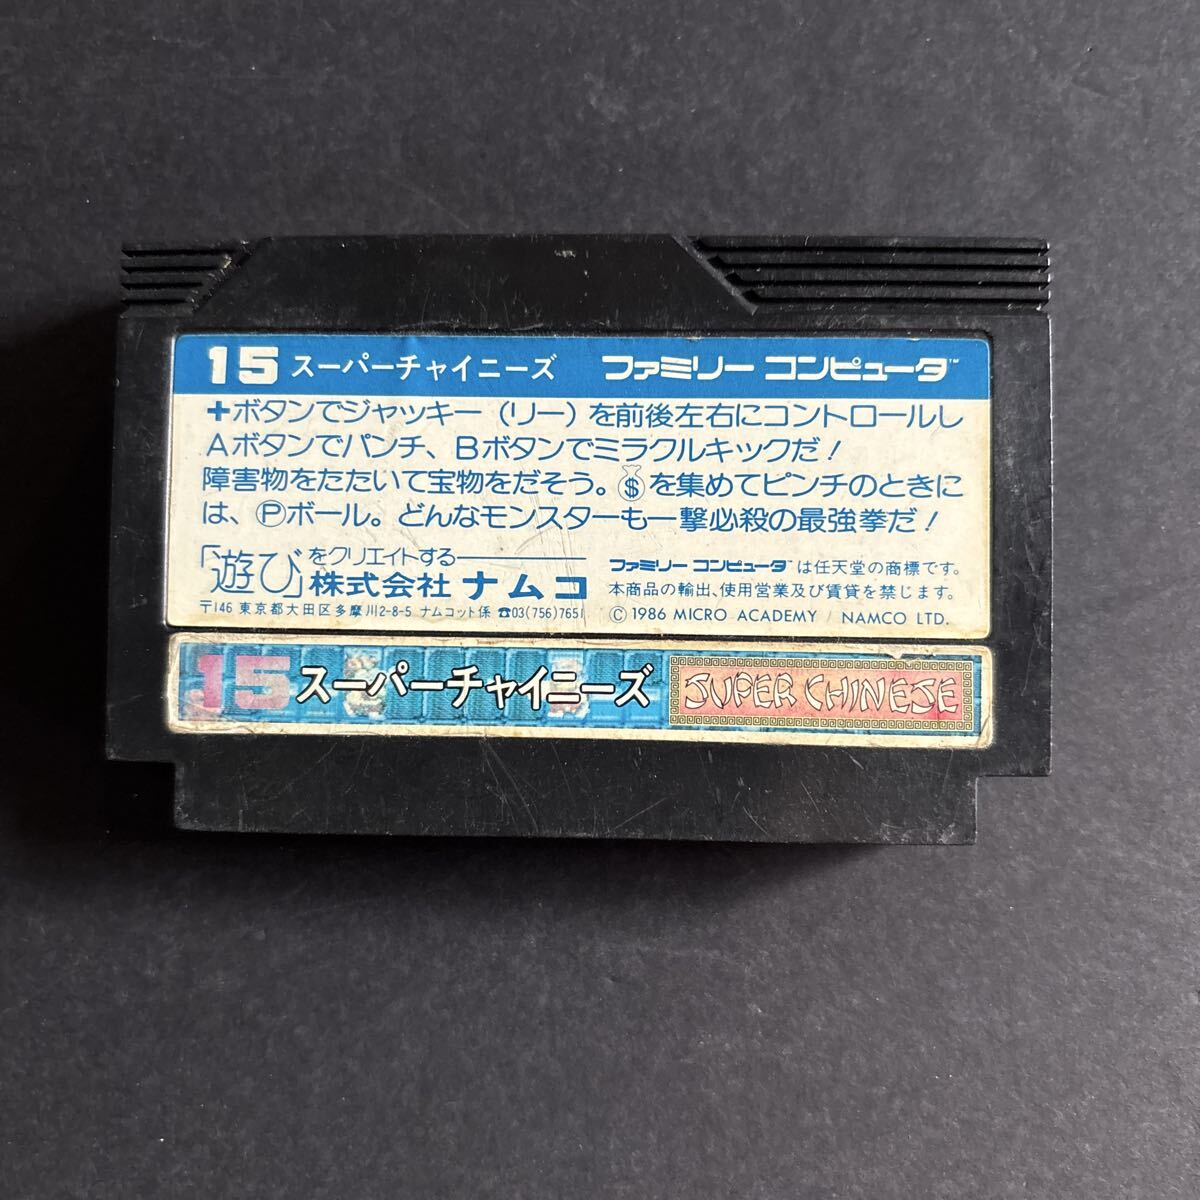 15 スーパーチャイニーズ ファミリー コンピュータ™
＋ボタンでジャッキー（リー）を前後左右にコントロールし
Aボタンでパンチ、Bボタンでミラクルキックだ！
障害物をたたいて宝物をだそう。$を集めてピンチのときに
は、Ⓟボール。どんなモンスターも一撃必殺の最強拳だ！
「遊び」をクリエイトする
株式会社ナムコ
〒146 東京都大田区多摩川2-8-5 ナムコット係 ☎03(756)7651
ファミリー コンピュータ™は任天堂の商標です。
本商品の輸出、使用営業及び賃貸を禁じます。
© 1986 MICRO ACADEMY / NAMCO LTD.
15 スーパーチャイニーズ SUPER CHINESE